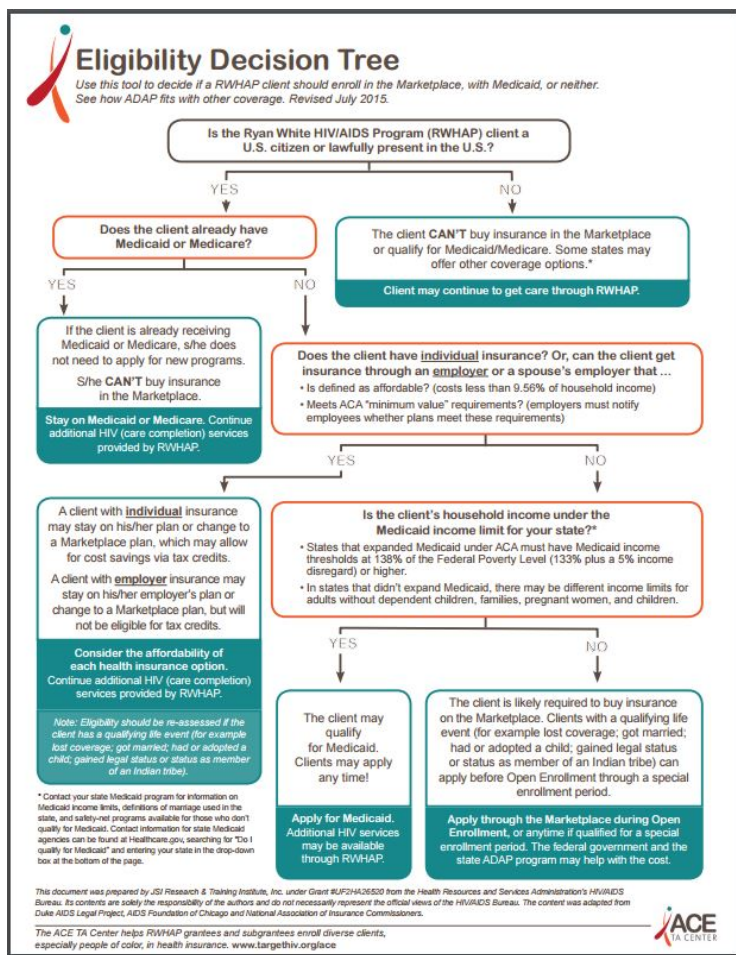 Eligibility Decision Tree
Use this tool to decide if a RWHAP client should enroll in the Marketplace, with Medicaid, or neither.
See how ADAP fits with other coverage. Revised July 2015.
Is the Ryan White HIV/AIDS Program (RWHAP) client a
U.S. citizen or lawfully present in the U.S.?
YES
NO
Does the client already have
Medicaid or Medicare?
The client CAN'T buy insurance in the Marketplace
or qualify for Medicaid/Medicare. Some states may
offer other coverage options.*
Client may continue to get care through RWHAP.
YES
NO
If the client is already receiving
Medicaid or Medicare, s/he does
not need to apply for new programs.
S/he CAN'T buy insurance
in the Marketplace.
Stay on Medicaid or Medicare. Continue
additional HIV (care completion) services
provided by RWHAP.
Does the client have individual insurance? Or, can the client get
insurance through an employer or a spouse's employer that ...
• Is defined as affordable? (costs less than 9.56% of household income)
• Meets ACA "minimum value" requirements? (employers must notify
employees whether plans meet these requirements)
YES
NO
A client with individual insurance
may stay on his/her plan or change to
a Marketplace plan, which may allow
for cost savings via tax credits.
A client with employer insurance may
stay on his/her employer's plan or
change to a Marketplace plan, but will
not be eligible for tax credits.
Consider the affordability of
each health insurance option.
Continue additional HIV (care completion)
services provided by RWHAP.
Note: Eligibility should be re-assessed if the
client has a qualifying life event (for example
lost coverage; got married; had or adopted a
child; gained legal status or status as member
of an Indian tribe).
Is the client's household income under the
Medicaid income limit for your state?*
• States that expanded Medicaid under ACA must have Medicaid income
thresholds at 138% of the Federal Poverty Level (133% plus a 5% income
disregard) or higher.
• In states that didn't expand Medicaid, there may be different income limits for
adults without dependent children, families, pregnant women, and children.
YES
NO
The client may
qualify
for Medicaid.
Clients may apply
any time!
Apply for Medicaid.
Additional HIV services
may be available
through RWHAP.
The client is likely required to buy insurance
on the Marketplace. Clients with a qualifying life
event (for example lost coverage; got married;
had or adopted a child; gained legal status
or status as member of an Indian tribe) can
apply before Open Enrollment through a special
enrollment period.
Apply through the Marketplace during Open
Enrollment, or anytime if qualified for a special
enrollment period. The federal government and the
state ADAP program may help with the cost.
* Contact your state Medicaid program for information on
Medicaid income limits, definitions of marriage used in the
state, and safety-net programs available for those who don't
qualify for Medicaid. Contact information for state Medicaid
agencies can be found at Healthcare.gov, searching for "Do I
qualify for Medicaid" and entering your state in the drop-down
box at the bottom of the page.
This document was prepared by JSI Research & Training Institute, Inc. under Grant #UF2HA26520 from the Health Resources and Services Administration's HIV/AIDS
Bureau. Its contents are solely the responsibility of the authors and do not necessarily represent the official views of the HIV/AIDS Bureau. The content was adapted from
Duke AIDS Legal Project, AIDS Foundation of Chicago and National Association of Insurance Commissioners.
The ACE TA Center helps RWHAP grantees and subgrantees enroll diverse clients,
especially people of color, in health insurance. www.targethiv.org/ace
ACE
TA CENTER